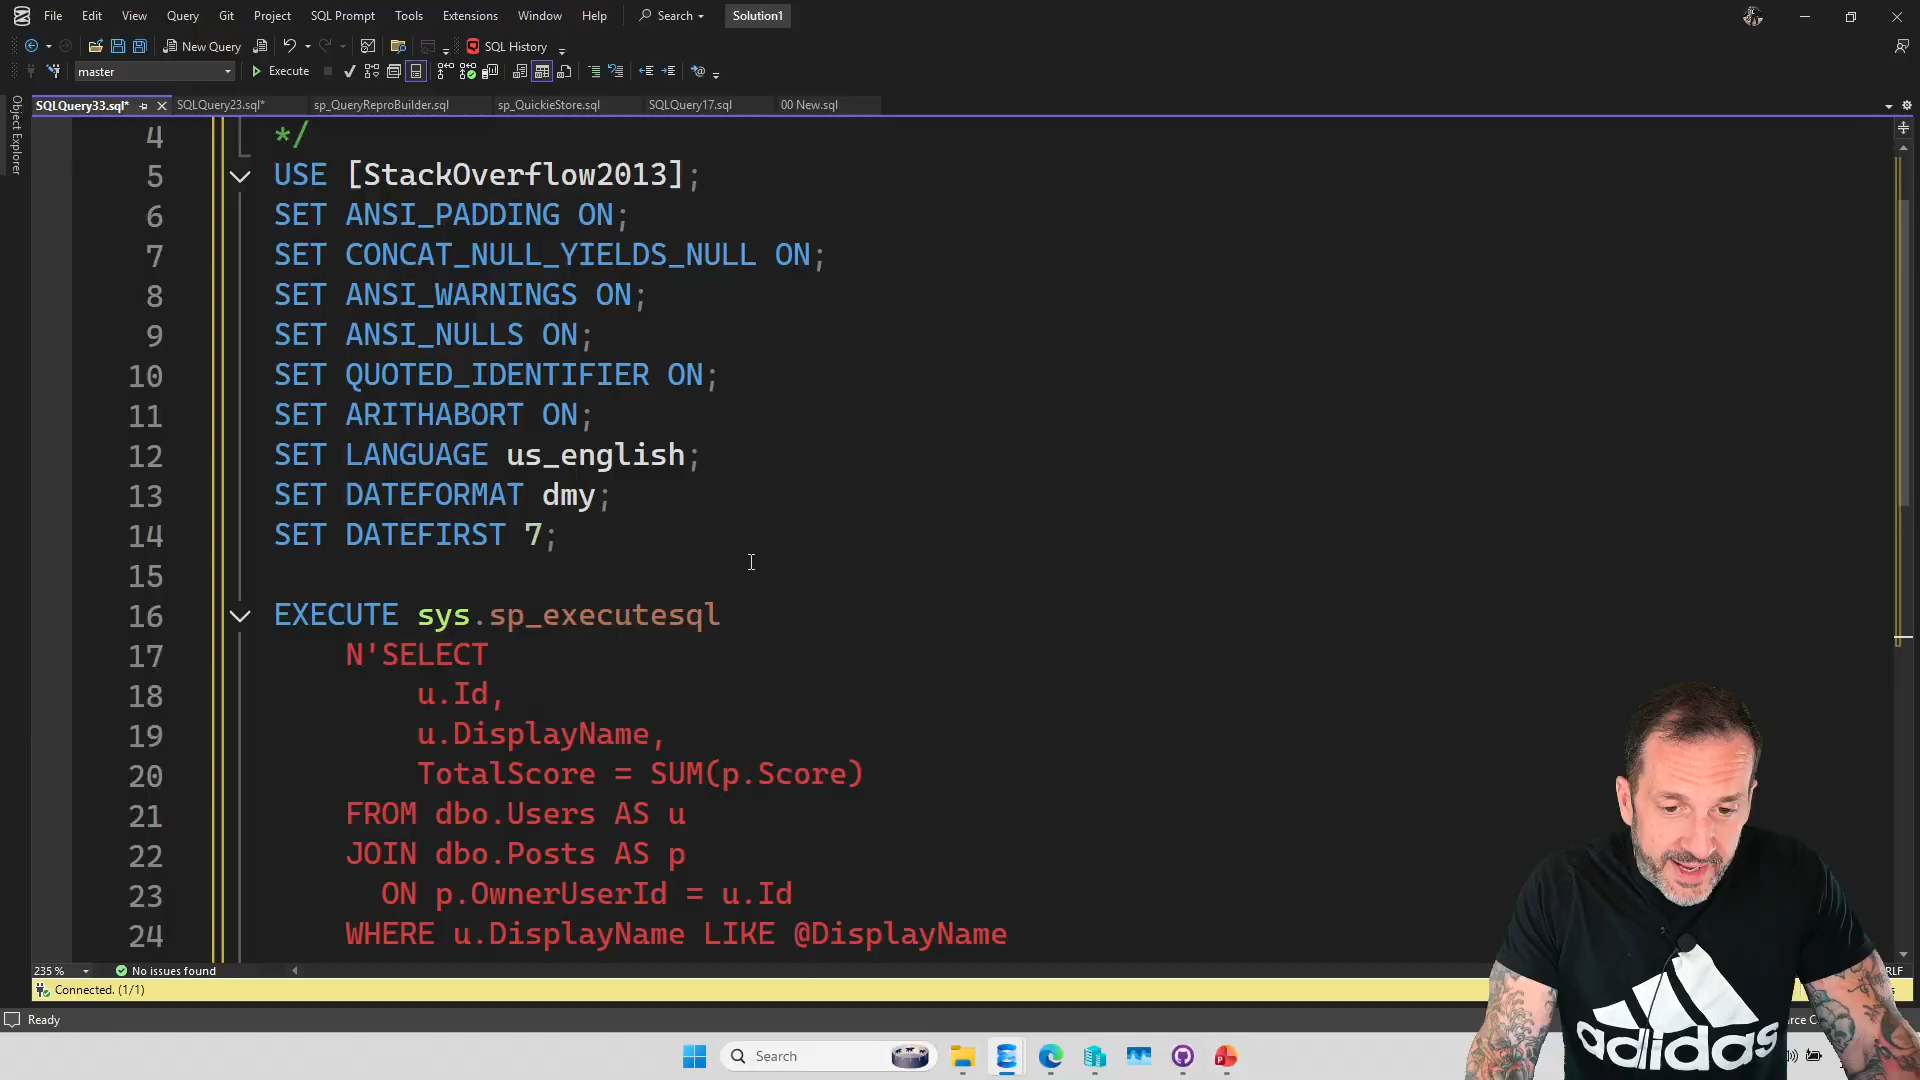 File Edit View Query Git Project SQL Prompt Tools Extensions Window Help Search Solution1
New Query SQL History
master Execute
Object Explorer
SQLQuery33.sql* SQLQuery23.sql* sp_QueryReproBuilder.sql sp_QuickieStore.sql SQLQuery17.sql 00 New.sql
4 */
5 USE [StackOverflow2013];
6 SET ANSI_PADDING ON;
7 SET CONCAT_NULL_YIELDS_NULL ON;
8 SET ANSI_WARNINGS ON;
9 SET ANSI_NULLS ON;
10 SET QUOTED_IDENTIFIER ON;
11 SET ARITHABORT ON;
12 SET LANGUAGE us_english;
13 SET DATEFORMAT dmy;
14 SET DATEFIRST 7;
15
16 EXECUTE sys.sp_executesql
17 N'SELECT
18 u.Id,
19 u.DisplayName,
20 TotalScore = SUM(p.Score)
21 FROM dbo.Users AS u
22 JOIN dbo.Posts AS p
23 ON p.OwnerUserId = u.Id
24 WHERE u.DisplayName LIKE @DisplayName
235 % No issues found
Connected. (1/1)
Ready
Search
adidas